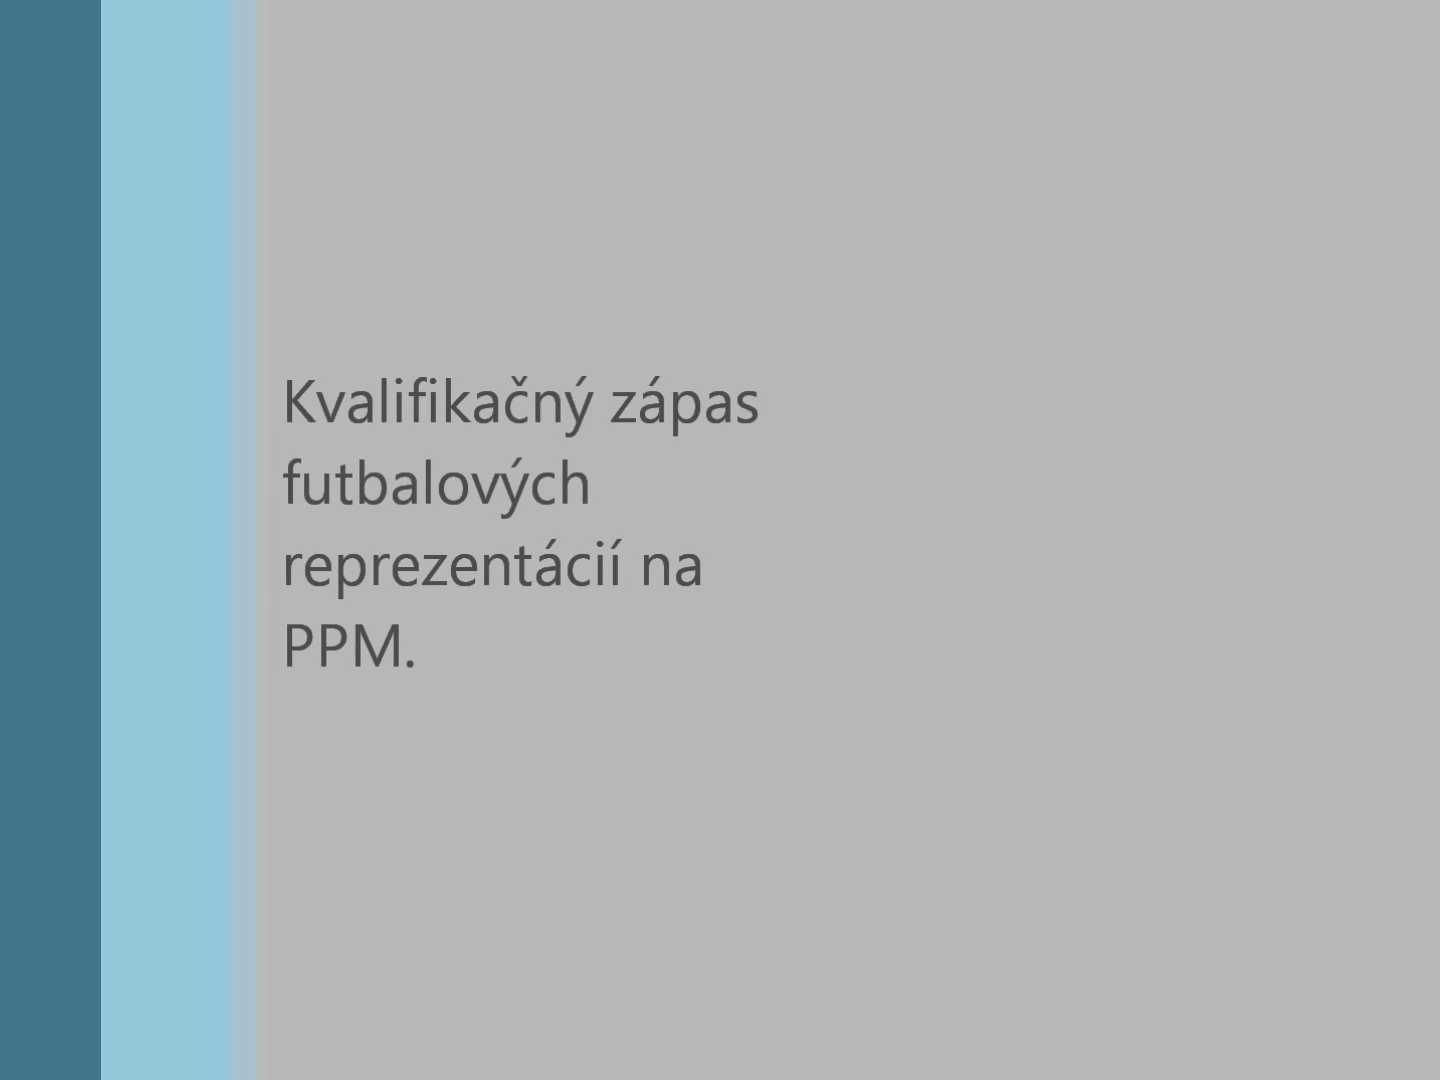 Kvalifikačný zápas
futbalových
reprezentácií na
PPM.